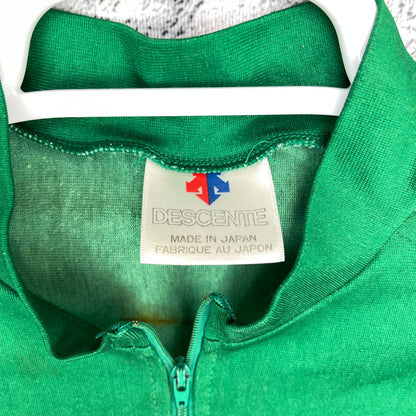 DESCENTE
MADE IN JAPAN
FABRIQUE AU JAPON